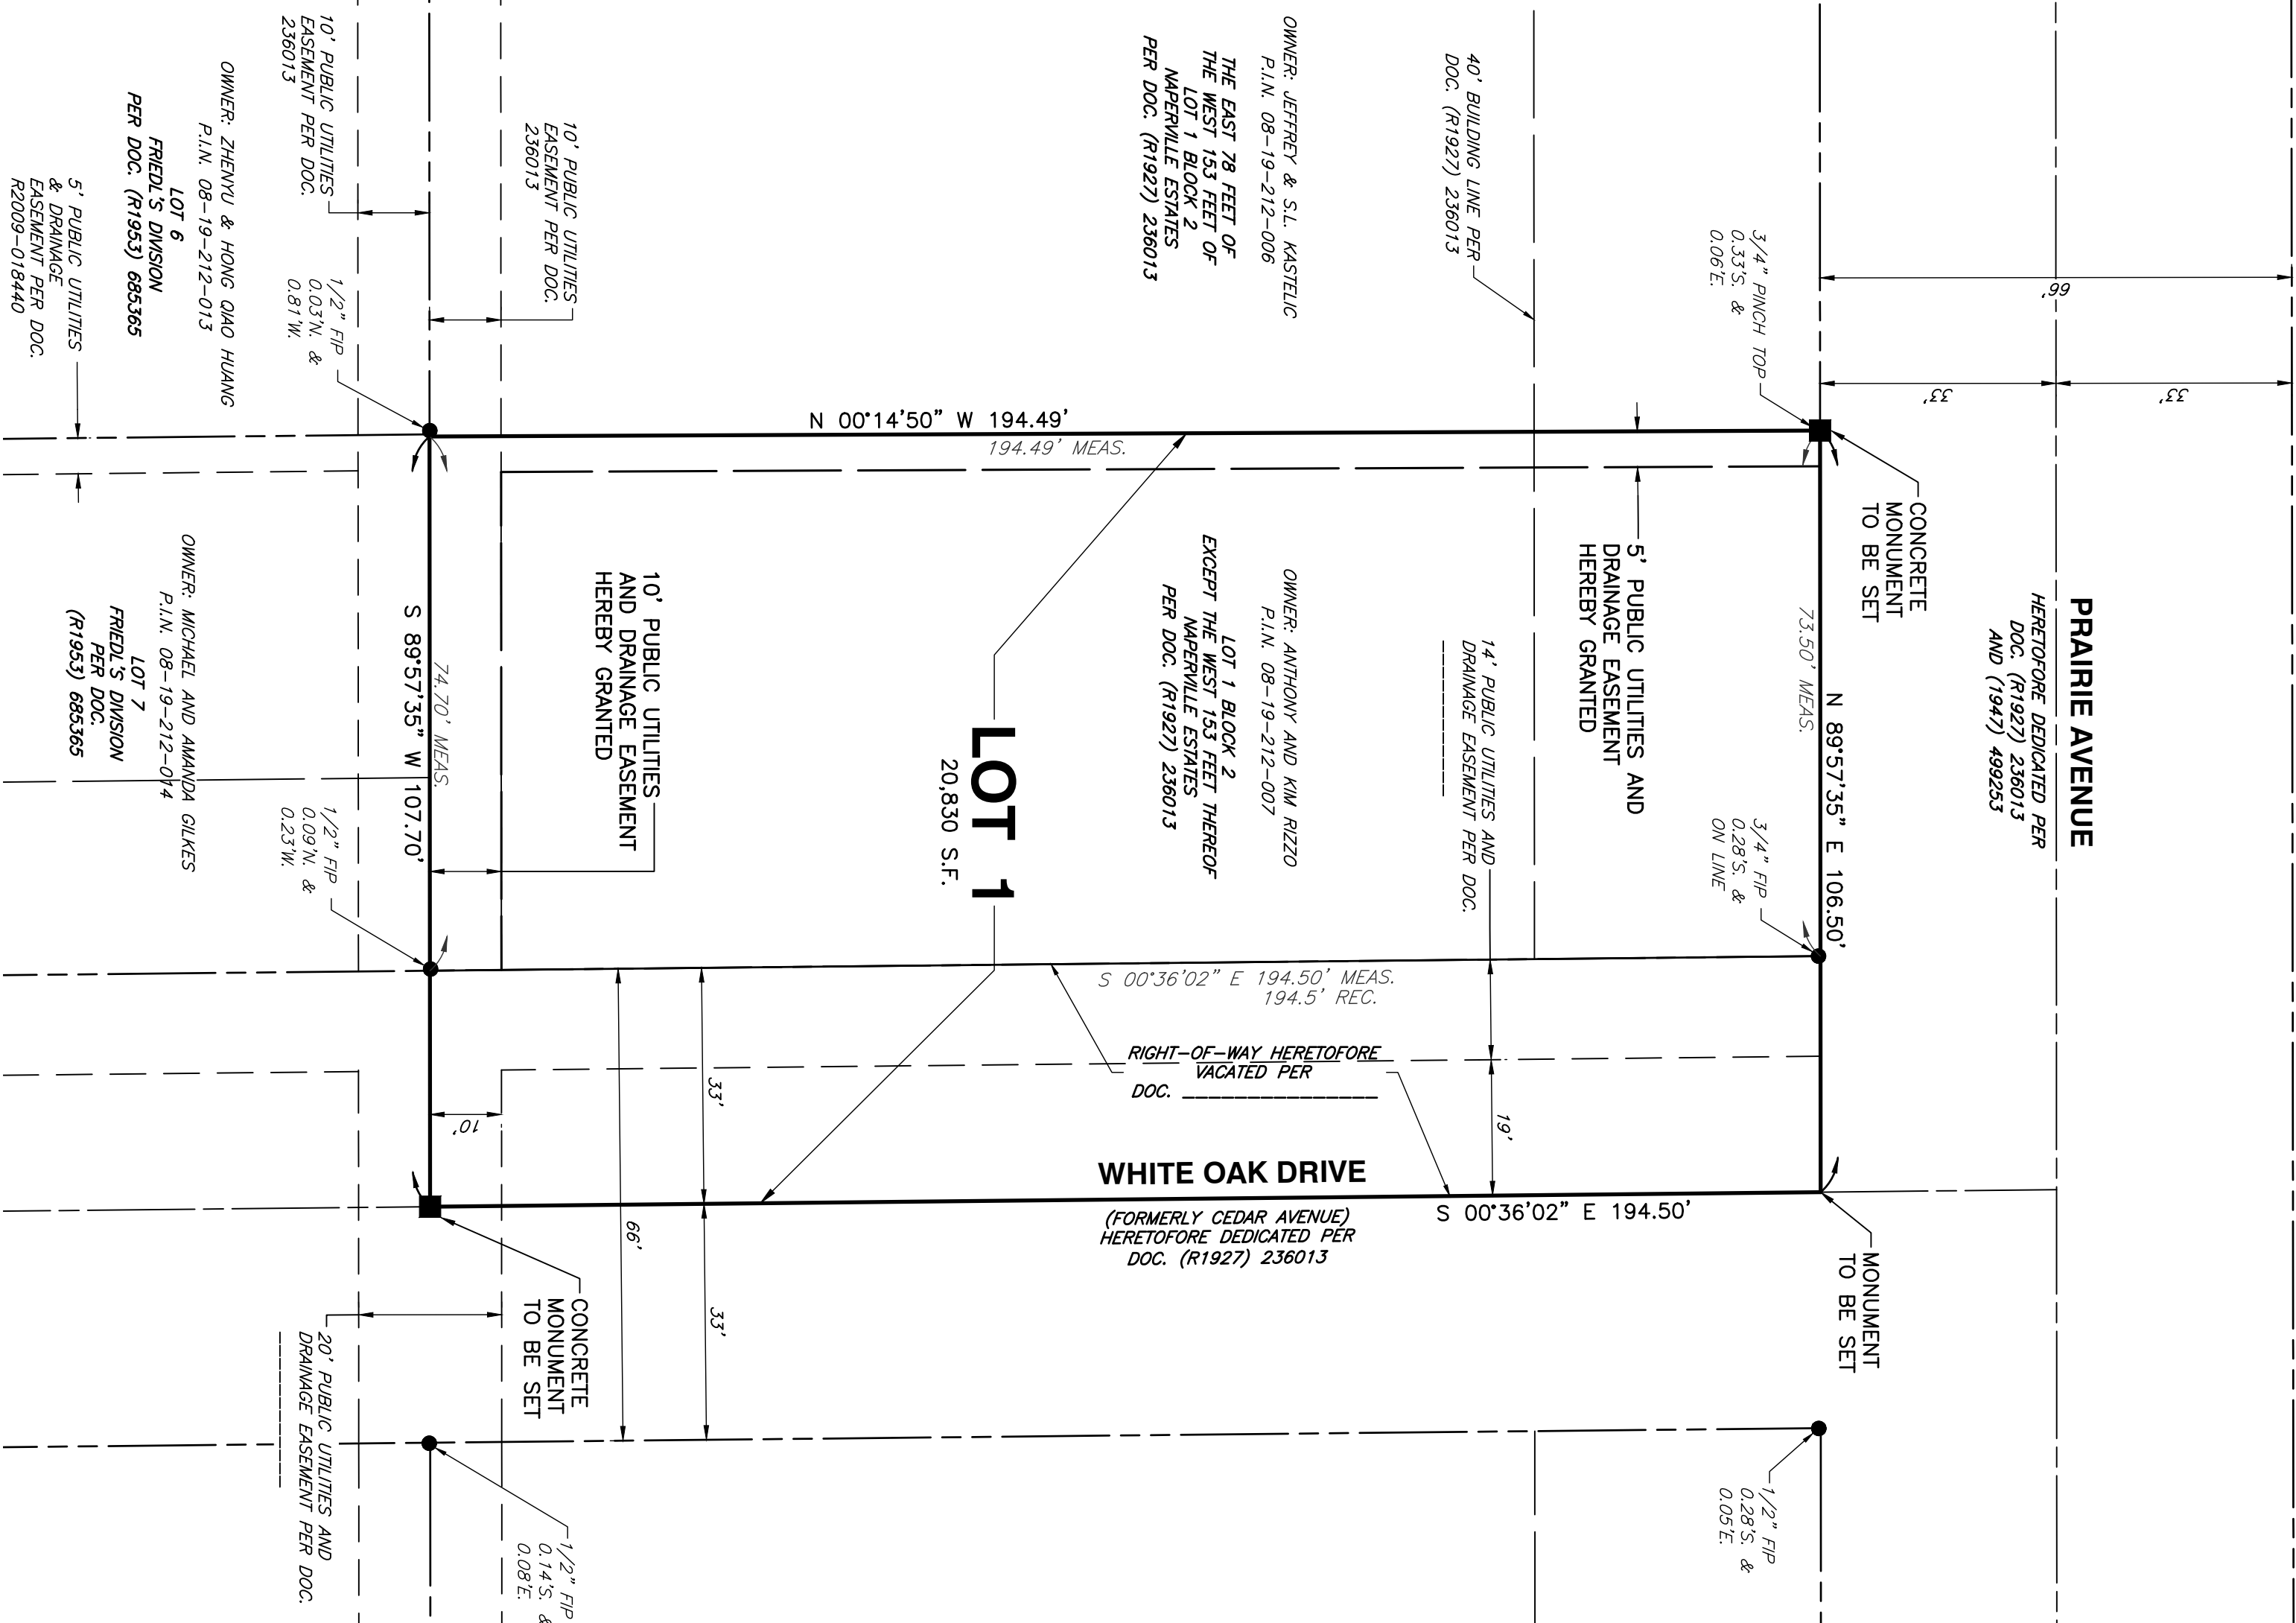 PRAIRIE AVENUE
HERETOFORE DEDICATED PER
DOC. (R1927) 236013
AND (1947) 499253
66'
33'
33'
CONCRETE
MONUMENT
TO BE SET
MONUMENT
TO BE SET
3/4" PINCH TOP
0.33'S. &
0.06'E.
N 89°57'35" E 106.50'
73.50' MEAS.
3/4" FIP
0.28'S. &
ON LINE
1/2" FIP
0.28'S. &
0.05'E.
5' PUBLIC UTILITIES AND
DRAINAGE EASEMENT
HEREBY GRANTED
40' BUILDING LINE PER
DOC. (R1927) 236013
14' PUBLIC UTILITIES AND
DRAINAGE EASEMENT PER DOC.
19'
OWNER: JEFFREY & S.L. KASTELIC
P.I.N. 08-19-212-006
THE EAST 78 FEET OF
THE WEST 153 FEET OF
LOT 1 BLOCK 2
NAPERVILLE ESTATES
PER DOC. (R1927) 236013
OWNER: ANTHONY AND KIM RIZZO
P.I.N. 08-19-212-007
LOT 1 BLOCK 2
EXCEPT THE WEST 153 FEET THEREOF
NAPERVILLE ESTATES
PER DOC. (R1927) 236013
N 00°14'50" W 194.49'
194.49' MEAS.
LOT 1
20,830 S.F.
S 00°36'02" E 194.50' MEAS.
194.5' REC.
RIGHT-OF-WAY HERETOFORE
VACATED PER
DOC. _______________
WHITE OAK DRIVE
(FORMERLY CEDAR AVENUE)
HERETOFORE DEDICATED PER
DOC. (R1927) 236013
S 00°36'02" E 194.50'
33'
33'
66'
10' PUBLIC UTILITIES
AND DRAINAGE EASEMENT
HEREBY GRANTED
10' PUBLIC UTILITIES
EASEMENT PER DOC.
236013
10'
CONCRETE
MONUMENT
TO BE SET
1/2" FIP
0.14'S. &
0.08'E.
74.70' MEAS.
S 89°57'35" W 107.70'
10' PUBLIC UTILITIES
EASEMENT PER DOC.
236013
1/2" FIP
0.03'N. &
0.81'W.
1/2" FIP
0.09'N. &
0.23'W.
20' PUBLIC UTILITIES AND
DRAINAGE EASEMENT PER DOC.
OWNER: ZHENYU & HONG QIAO HUANG
P.I.N. 08-19-212-013
LOT 6
FRIEDL'S DIVISION
PER DOC. (R1953) 685365
OWNER: MICHAEL AND AMANDA GILKES
P.I.N. 08-19-212-014
LOT 7
FRIEDL'S DIVISION
PER DOC.
(R1953) 685365
5' PUBLIC UTILITIES
& DRAINAGE
EASEMENT PER DOC.
R2009-018440